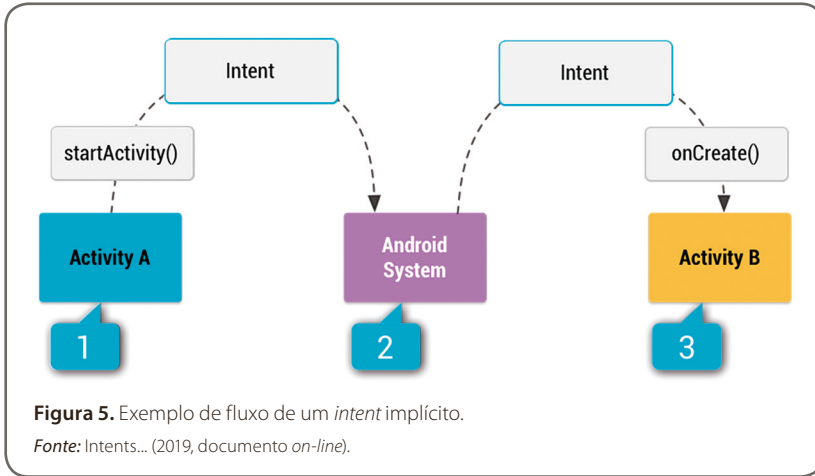 Intent
Intent
startActivity()
onCreate()
Activity A
Android
System
Activity B
1
2
3
Figura 5. Exemplo de fluxo de um intent implícito.
Fonte: Intents... (2019, documento on-line).